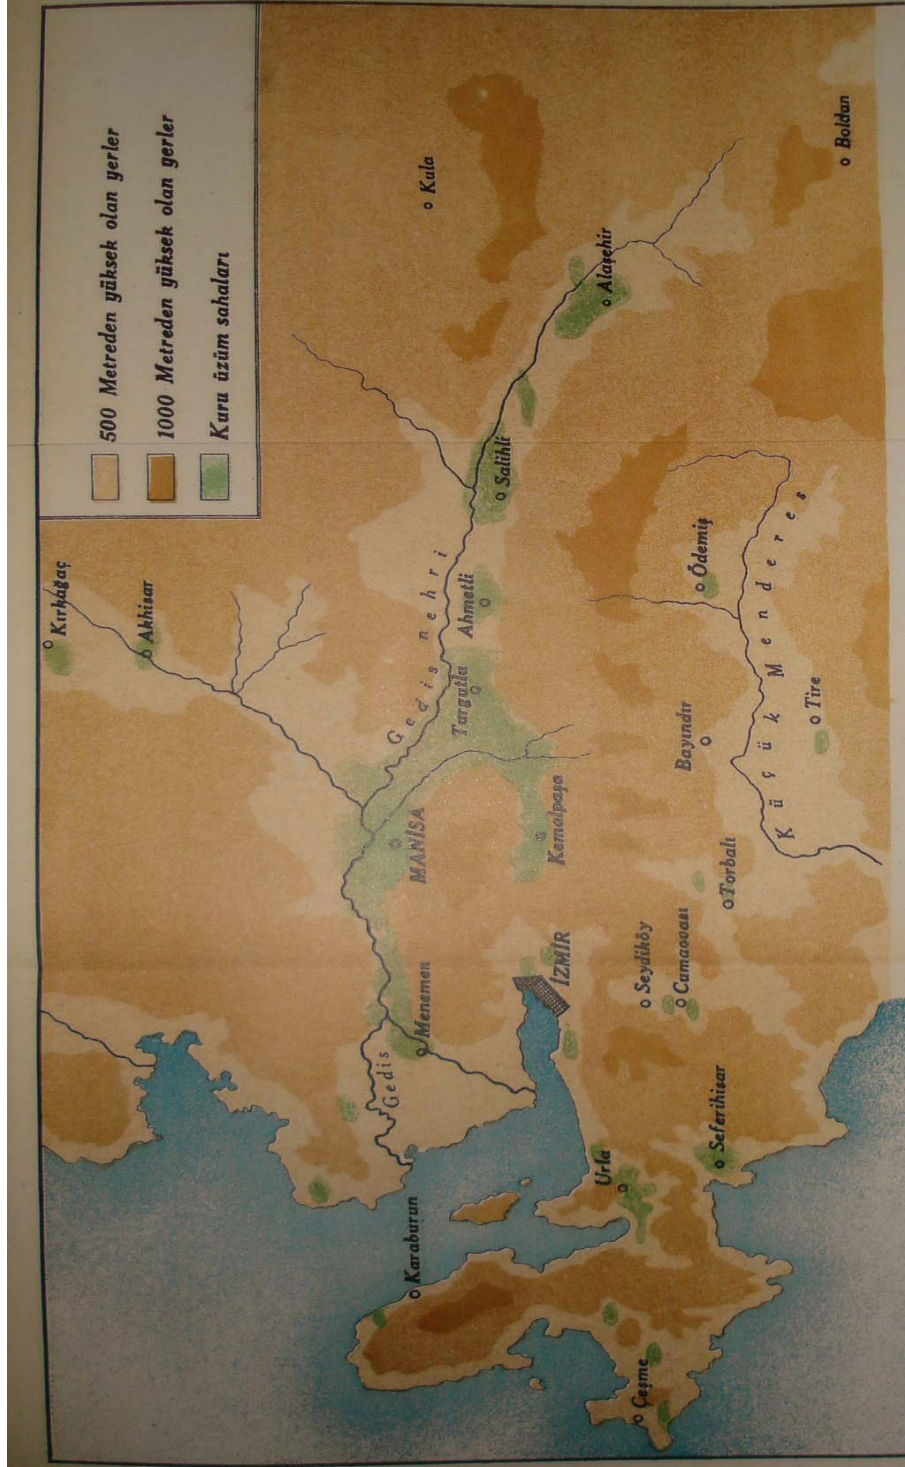 500 Metreden yüksek olan yerler
1000 Metreden yüksek olan yerler
Kuru üzüm sahaları
Kırkağaç
Akhisar
Kula
Gedis nehri
Turgutlu
Ahmetli
Salihli
Alaşehir
Boldan
MANİSA
Menemen
Gedis
Kemalpaşa
İZMİR
Karaburun
Urla
Çeşme
Seferihisar
Seydiköy
Cumaovası
Torbalı
Bayındır
Ödemiş
Tire
Küçük Menderes